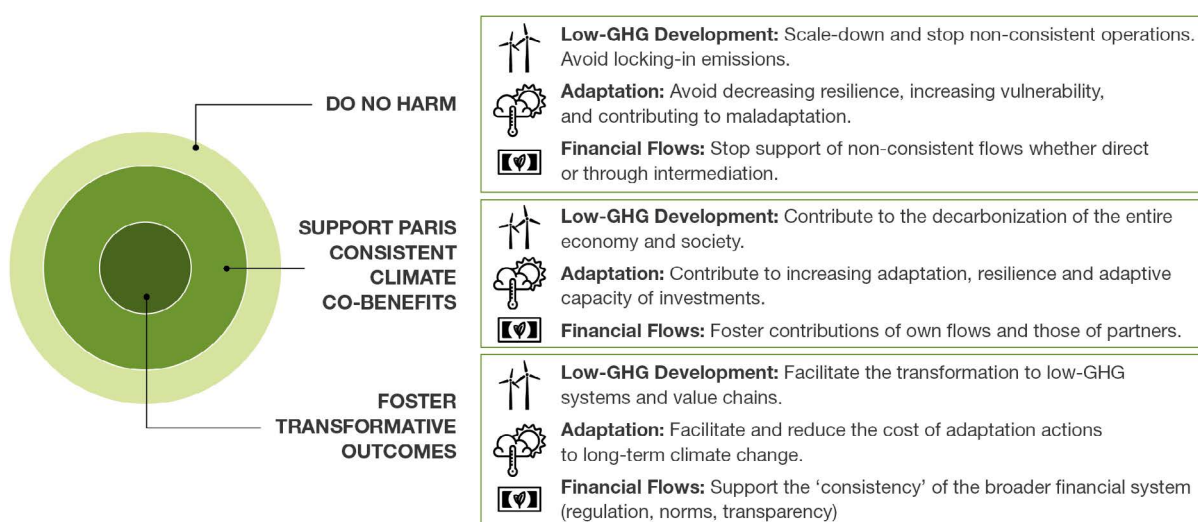 DO NO HARM
Low-GHG Development: Scale-down and stop non-consistent operations.
Avoid locking-in emissions.
Adaptation: Avoid decreasing resilience, increasing vulnerability,
and contributing to maladaptation.
Financial Flows: Stop support of non-consistent flows whether direct
or through intermediation.
SUPPORT PARIS
CONSISTENT
CLIMATE
CO-BENEFITS
Low-GHG Development: Contribute to the decarbonization of the entire
economy and society.
Adaptation: Contribute to increasing adaptation, resilience and adaptive
capacity of investments.
Financial Flows: Foster contributions of own flows and those of partners.
FOSTER
TRANSFORMATIVE
OUTCOMES
Low-GHG Development: Facilitate the transformation to low-GHG
systems and value chains.
Adaptation: Facilitate and reduce the cost of adaptation actions
to long-term climate change.
Financial Flows: Support the ‘consistency’ of the broader financial system
(regulation, norms, transparency)